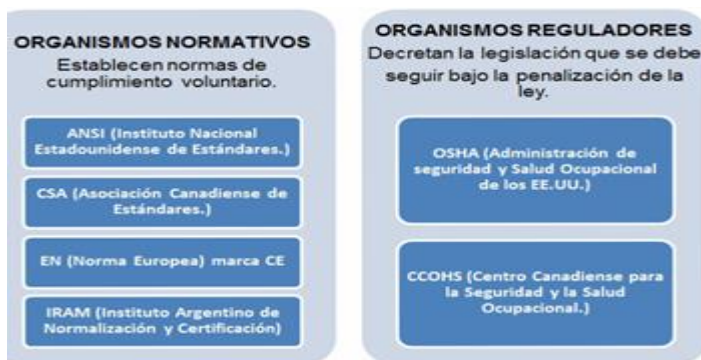 ORGANISMOS NORMATIVOS
Establecen normas de
cumplimiento voluntario.
ANSI (Instituto Nacional
Estadounidense de Estándares.)
CSA (Asociación Canadiense de
Estándares.)
EN (Norma Europea) marca CE
IRAM (Instituto Argentino de
Normalización y Certificación)
ORGANISMOS REGULADORES
Decretan la legislación que se debe
seguir bajo la penalización de la
ley.
OSHA (Administración de
seguridad y Salud Ocupacional
de los EE.UU.)
CCOHS (Centro Canadiense para
la Seguridad y la Salud
Ocupacional.)